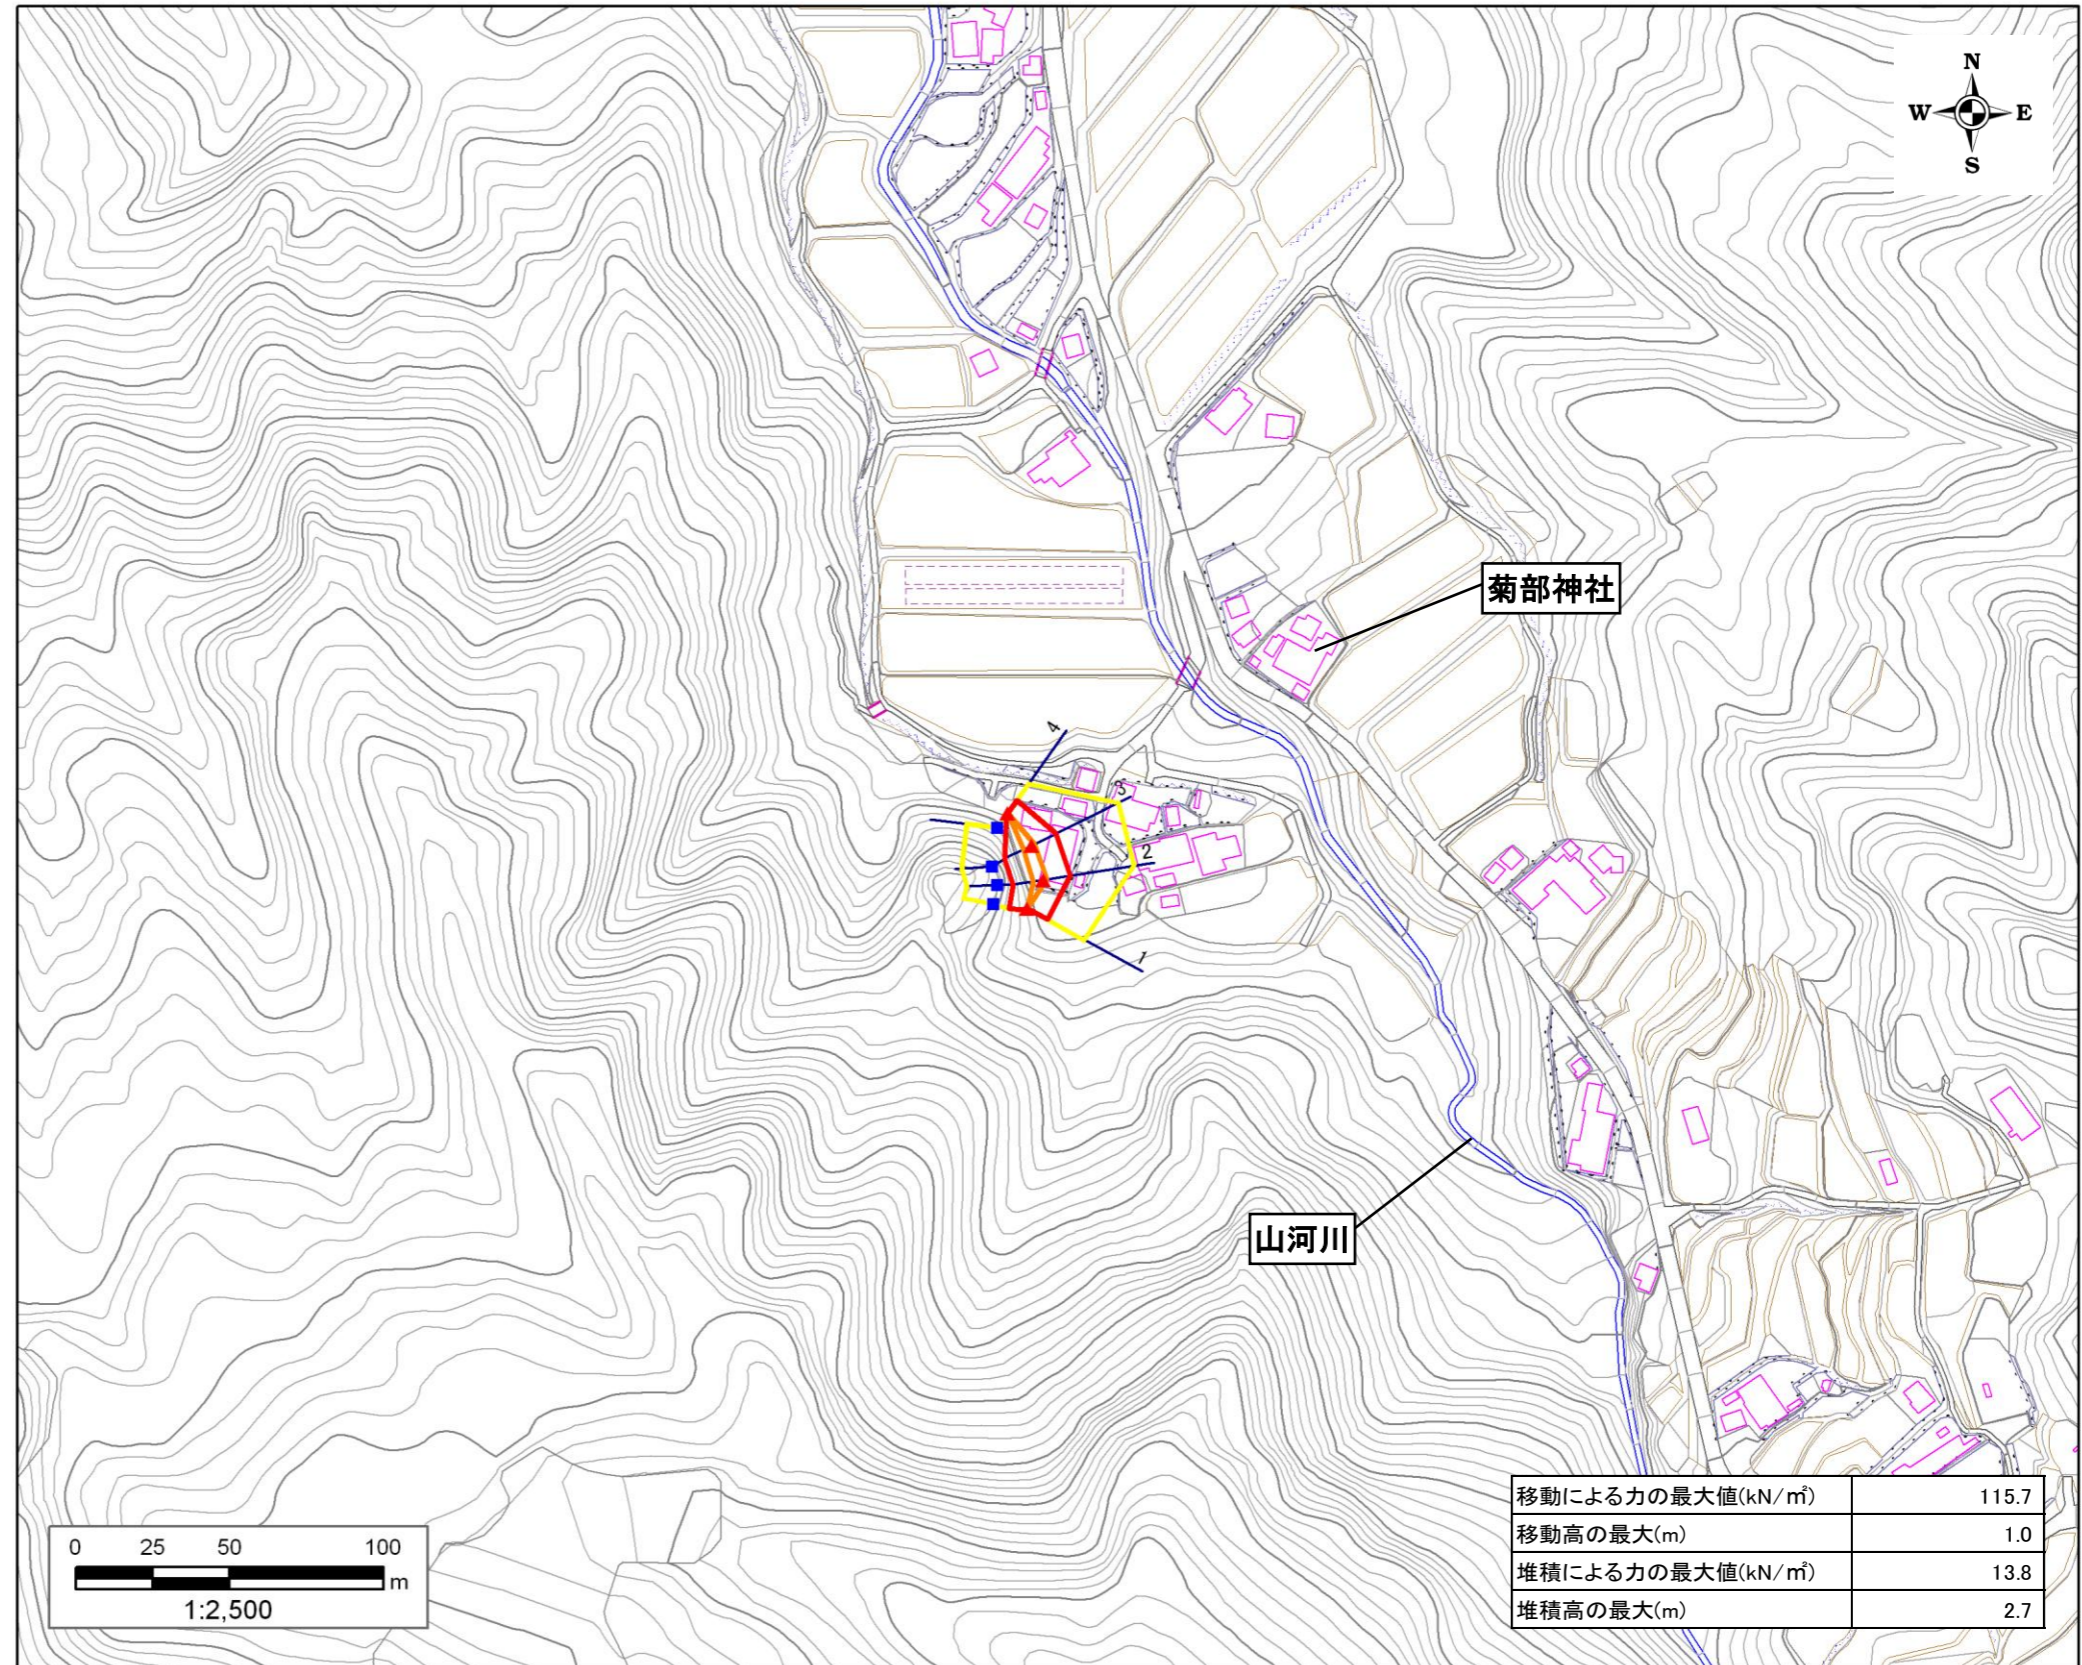 N
W E
S
菊部神社
4
3
2
1
山河川
移動による力の最大値(kN/㎡) 115.7
移動高の最大(m) 1.0
堆積による力の最大値(kN/㎡) 13.8
堆積高の最大(m) 2.7
0 25 50 100
m
1:2,500